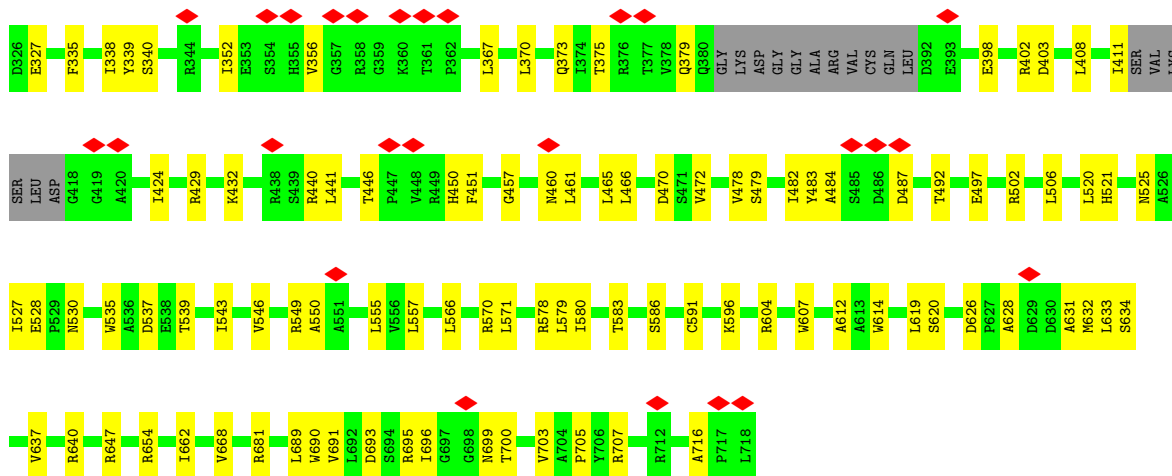 D326 E327 F335 I338 Y339 S340 R344 I352 E353 S354 H355 V356 G357 R358 G359 K360 T361 P362 L367 L370 Q373 I374 T375 R376 T377 V378 Q379 Q380 GLY LYS ASP GLY GLY ALA ARG VAL CYS GLN LEU D392 E393 E398 R402 D403 L408 I411 SER VAL
SER LEU ASP G418 G419 A420 I424 R429 K432 R438 S439 R440 L441 T446 P447 V448 R449 H450 F451 G457 N460 L461 L465 L466 D470 S471 V472 V478 S479 I482 Y483 A484 S485 D486 D487 T492 E497 R502 L506 L520 H521 N525 A526
I527 E528 P529 N530 W535 A536 D537 E538 T539 I543 V546 R549 A550 A551 L555 V556 L557 L566 R570 L571 R578 L579 I580 T583 S586 C591 K596 R604 W607 A612 A613 W614 L619 S620 D626 P627 A628 D629 D630 A631 M632 L633 S634
V637 R640 R647 R654 I662 V668 R681 L689 W690 V691 L692 D693 S694 R695 I696 G697 G698 N699 T700 V703 A704 P705 Y706 R707 R712 A716 P717 L718